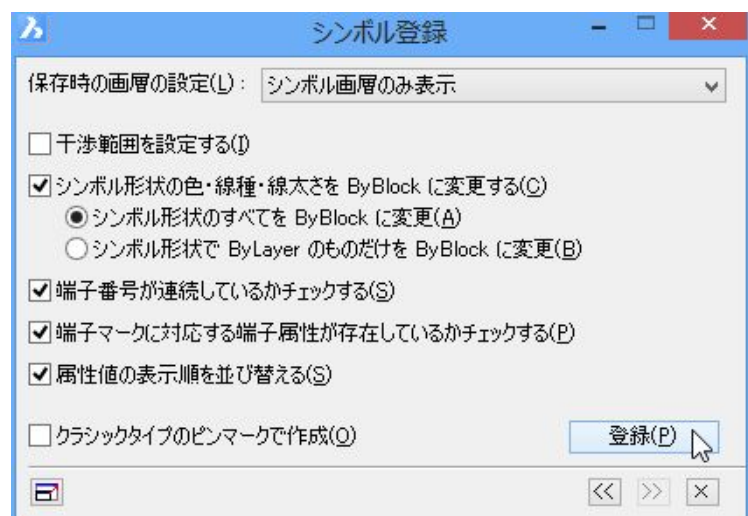 シンボル登録
保存時の画層の設定(L): シンボル画層のみ表示
干渉範囲を設定する(I)
シンボル形状の色・線種・線太さを ByBlock に変更する(C)
シンボル形状のすべてを ByBlock に変更(A)
シンボル形状で ByLayer のものだけを ByBlock に変更(B)
端子番号が連続しているかチェックする(S)
端子マークに対応する端子属性が存在しているかチェックする(P)
属性値の表示順を並び替える(S)
クラシックタイプのピンマークで作成(O) 登録(P)